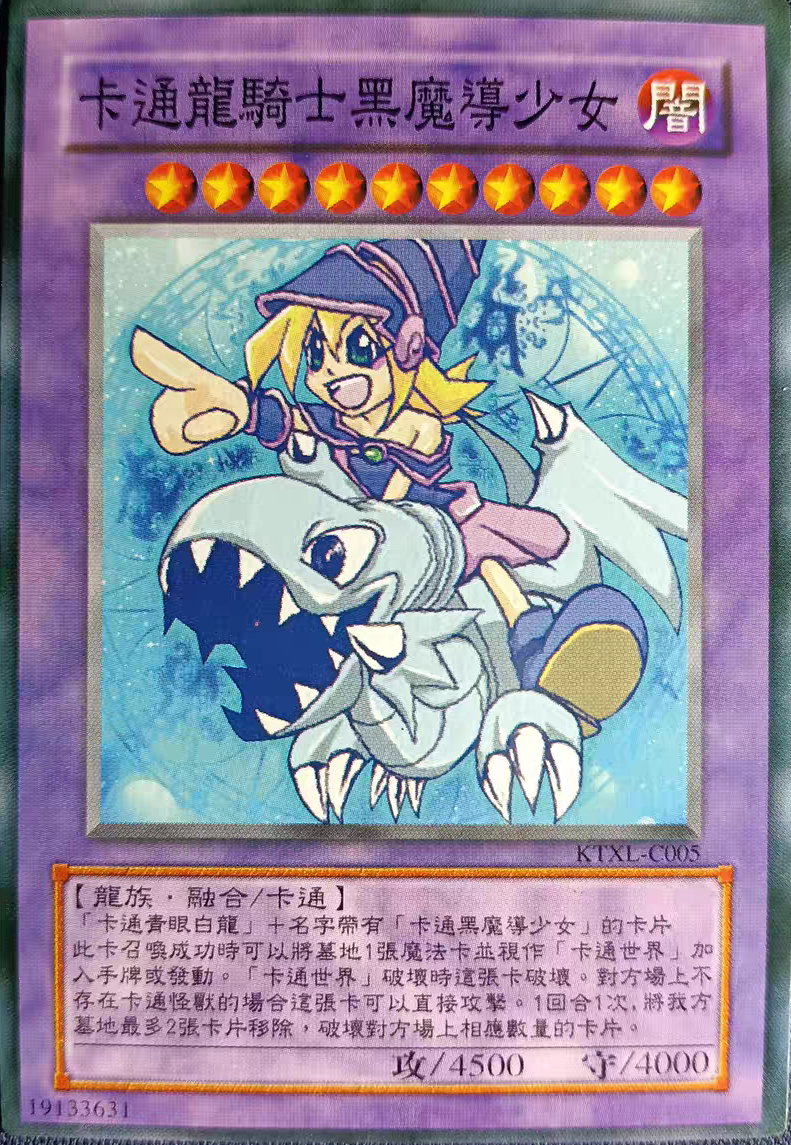 卡通龍騎士黑魔導少女 闇
KTXL-C005
【龍族・融合/卡通】
「卡通青眼白龍」＋名字帶有「卡通黑魔導少女」的卡片
此卡召喚成功時可以將墓地1張魔法卡並視作「卡通世界」加
入手牌或發動。「卡通世界」破壞時這張卡破壞。對方場上不
存在卡通怪獸的場合這張卡可以直接攻擊。1回合1次,將我方
墓地最多2張卡片移除，破壞對方場上相應數量的卡片。
攻/4500 守/4000
19133631